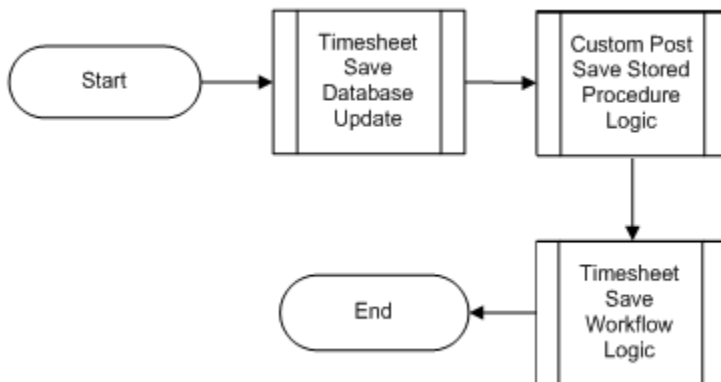 Start
Timesheet
Save
Database
Update
Custom Post
Save Stored
Procedure
Logic
Timesheet
Save
Workflow
Logic
End